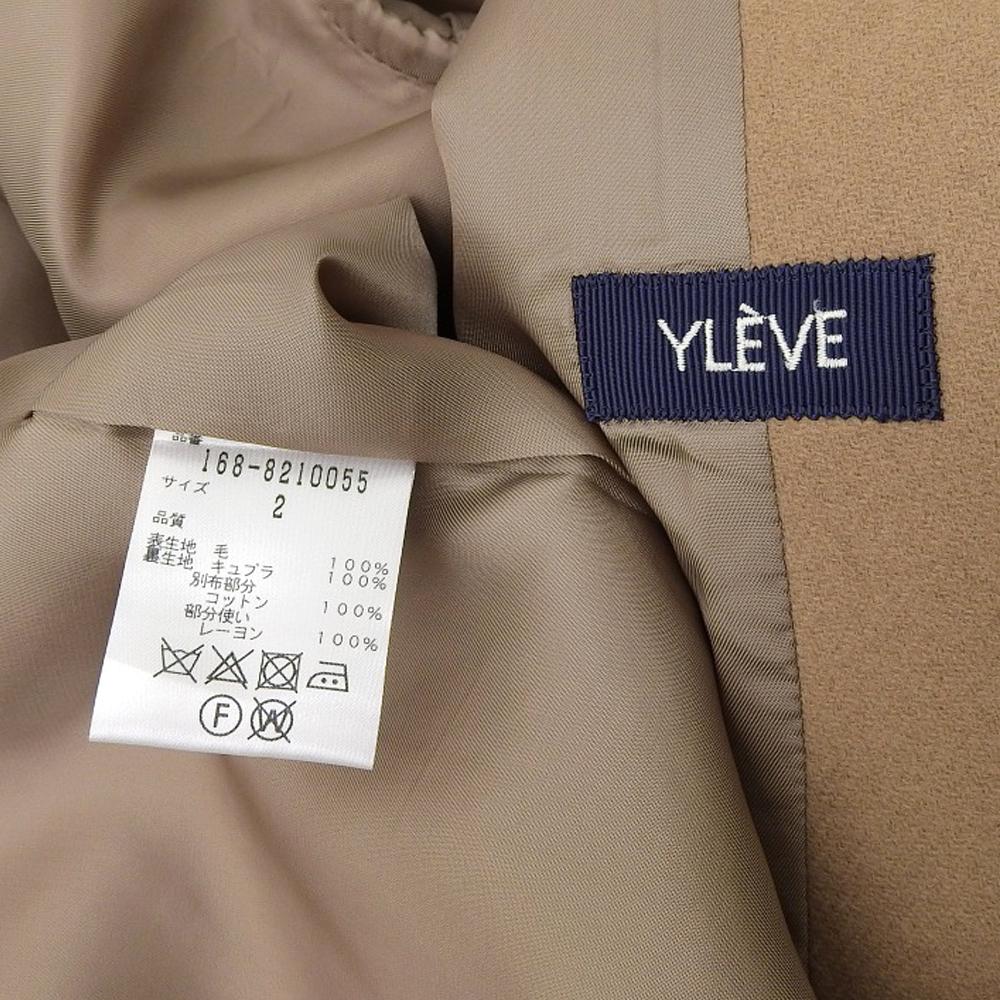 YLÈVE
品番
168-8210055
サイズ
2
品質
表生地 毛 100%
裏生地 キュプラ 100%
別布部分
コットン 100%
部分使い
レーヨン 100%
F W